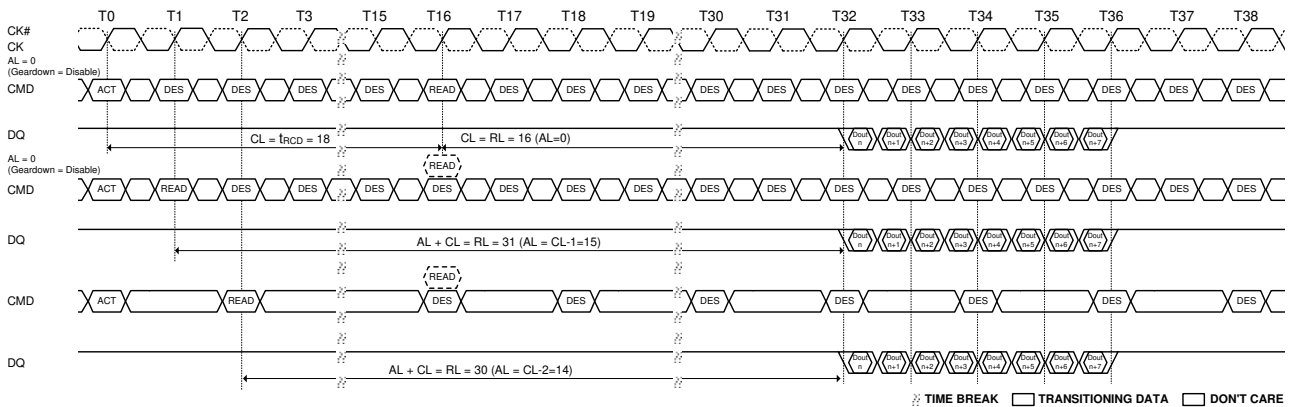 T0 T1 T2 T3 T15 T16 T17 T18 T19 T30 T31 T32 T33 T34 T35 T36 T37 T38
CK#
CK
AL = 0
(Geardown = Disable)
CMD ACT DES DES DES DES READ DES DES DES DES DES DES DES DES DES DES DES DES
DQ CL = tRCD = 18 CL = RL = 16 (AL=0) Dout n Dout n+1 Dout n+2 Dout n+3 Dout n+4 Dout n+5 Dout n+6 Dout n+7
AL = 0
(Geardown = Disable)
READ
CMD ACT READ DES DES DES DES DES DES DES DES DES DES DES DES DES DES DES DES
DQ AL + CL = RL = 31 (AL = CL-1=15) Dout n Dout n+1 Dout n+2 Dout n+3 Dout n+4 Dout n+5 Dout n+6 Dout n+7
READ
CMD ACT READ DES DES DES DES DES DES DES
DQ AL + CL = RL = 30 (AL = CL-2=14) Dout n Dout n+1 Dout n+2 Dout n+3 Dout n+4 Dout n+5 Dout n+6 Dout n+7
TIME BREAK TRANSITIONING DATA DON'T CARE